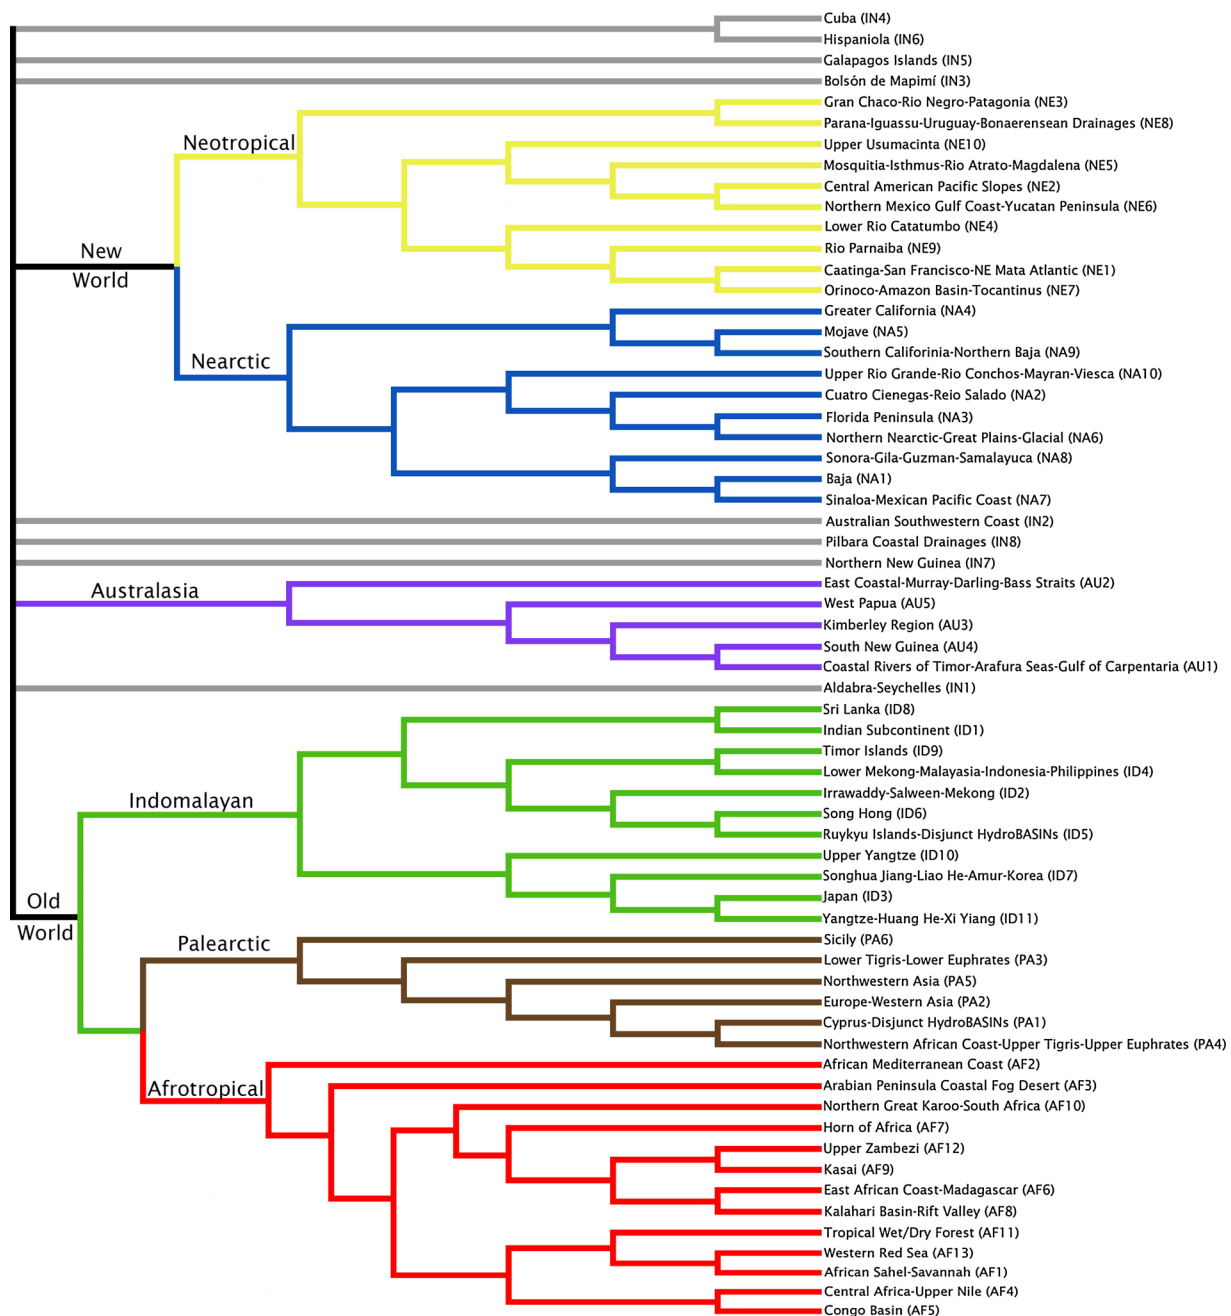 Cuba (IN4)
Hispaniola (IN6)
Galapagos Islands (IN5)
Bolsón de Mapimí (IN3)
Gran Chaco-Rio Negro-Patagonia (NE3)
Parana-Iguassu-Uruguay-Bonaerensean Drainages (NE8)
Neotropical
Upper Usumacinta (NE10)
Mosquitia-Isthmus-Rio Atrato-Magdalena (NE5)
Central American Pacific Slopes (NE2)
Northern Mexico Gulf Coast-Yucatan Peninsula (NE6)
Lower Rio Catatumbo (NE4)
New
World
Rio Parnaiba (NE9)
Caatinga-San Francisco-NE Mata Atlantic (NE1)
Orinoco-Amazon Basin-Tocantinus (NE7)
Greater California (NA4)
Mojave (NA5)
Southern Califorinia-Northern Baja (NA9)
Nearctic
Upper Rio Grande-Rio Conchos-Mayran-Viesca (NA10)
Cuatro Cienegas-Reio Salado (NA2)
Florida Peninsula (NA3)
Northern Nearctic-Great Plains-Glacial (NA6)
Sonora-Gila-Guzman-Samalayuca (NA8)
Baja (NA1)
Sinaloa-Mexican Pacific Coast (NA7)
Australian Southwestern Coast (IN2)
Pilbara Coastal Drainages (IN8)
Northern New Guinea (IN7)
East Coastal-Murray-Darling-Bass Straits (AU2)
Australasia
West Papua (AU5)
Kimberley Region (AU3)
South New Guinea (AU4)
Coastal Rivers of Timor-Arafura Seas-Gulf of Carpentaria (AU1)
Aldabra-Seychelles (IN1)
Sri Lanka (ID8)
Indian Subcontinent (ID1)
Timor Islands (ID9)
Lower Mekong-Malayasia-Indonesia-Philippines (ID4)
Irrawaddy-Salween-Mekong (ID2)
Indomalayan
Song Hong (ID6)
Ruykyu Islands-Disjunct HydroBASINs (ID5)
Upper Yangtze (ID10)
Songhua Jiang-Liao He-Amur-Korea (ID7)
Japan (ID3)
Old
World
Yangtze-Huang He-Xi Yiang (ID11)
Sicily (PA6)
Palearctic
Lower Tigris-Lower Euphrates (PA3)
Northwestern Asia (PA5)
Europe-Western Asia (PA2)
Cyprus-Disjunct HydroBASINs (PA1)
Northwestern African Coast-Upper Tigris-Upper Euphrates (PA4)
African Mediterranean Coast (AF2)
Afrotropical
Arabian Peninsula Coastal Fog Desert (AF3)
Northern Great Karoo-South Africa (AF10)
Horn of Africa (AF7)
Upper Zambezi (AF12)
Kasai (AF9)
East African Coast-Madagascar (AF6)
Kalahari Basin-Rift Valley (AF8)
Tropical Wet/Dry Forest (AF11)
Western Red Sea (AF13)
African Sahel-Savannah (AF1)
Central Africa-Upper Nile (AF4)
Congo Basin (AF5)